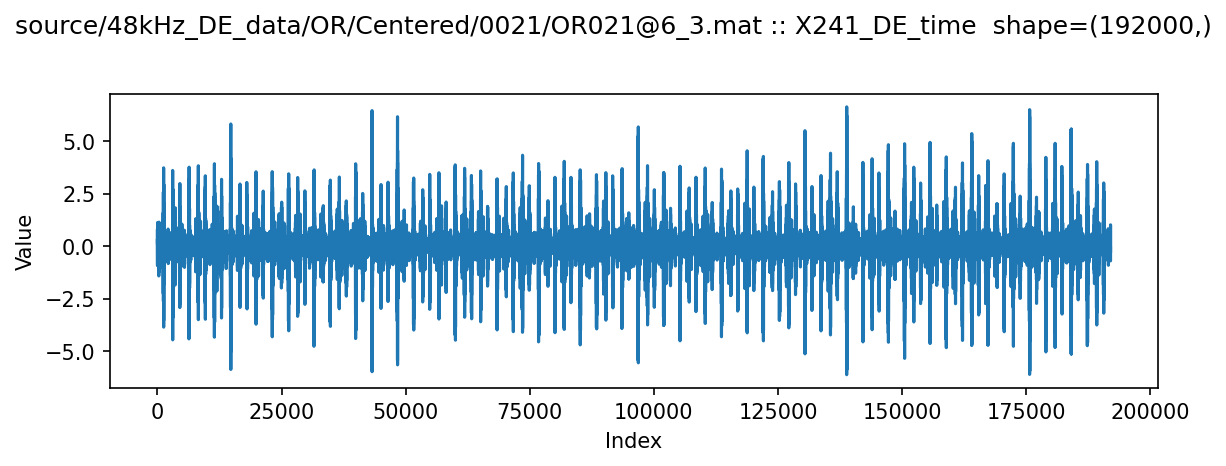 source/48kHz_DE_data/OR/Centered/0021/OR021@6_3.mat :: X241_DE_time  shape=(192000,)
5.0
2.5
0.0
−2.5
−5.0
Value
0 25000 50000 75000 100000 125000 150000 175000 200000
Index